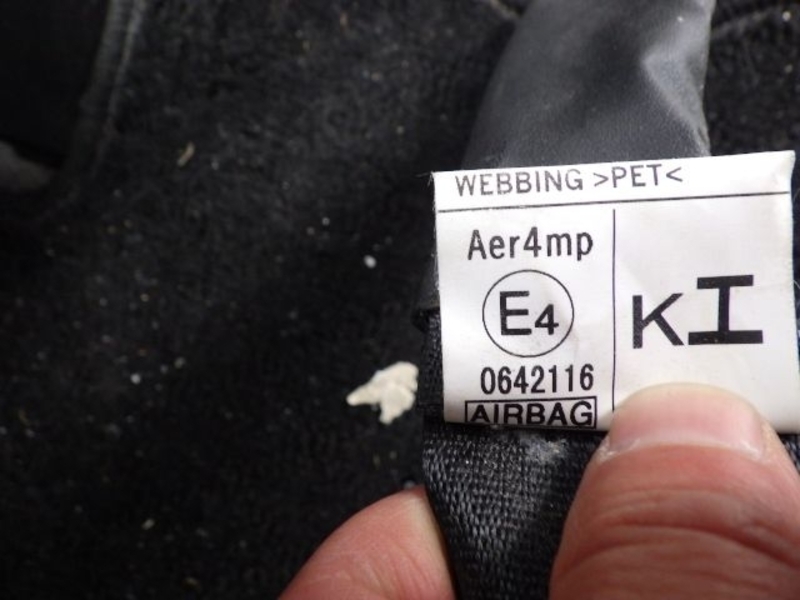 WEBBING >PET<
Aer4mp
E4
0642116
AIRBAG
KI